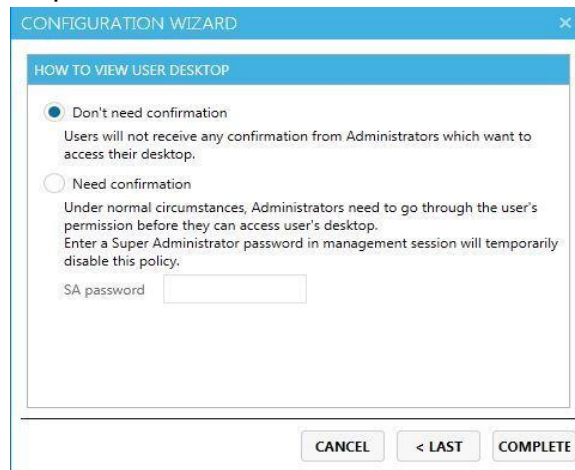 CONFIGURATION WIZARD ×
HOW TO VIEW USER DESKTOP
Don't need confirmation
Users will not receive any confirmation from Administrators which want to
access their desktop.
Need confirmation
Under normal circumstances, Administrators need to go through the user's
permission before they can access user's desktop.
Enter a Super Administrator password in management session will temporarily
disable this policy.
SA password
CANCEL < LAST COMPLETE